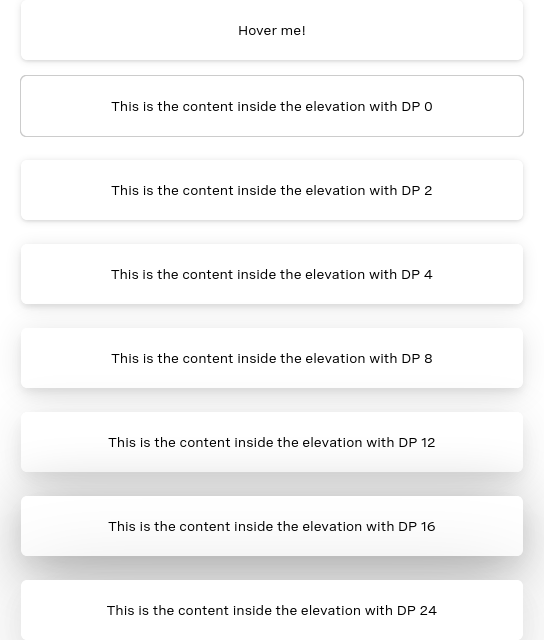 Hover me!
This is the content inside the elevation with DP 0
This is the content inside the elevation with DP 2
This is the content inside the elevation with DP 4
This is the content inside the elevation with DP 8
This is the content inside the elevation with DP 12
This is the content inside the elevation with DP 16
This is the content inside the elevation with DP 24